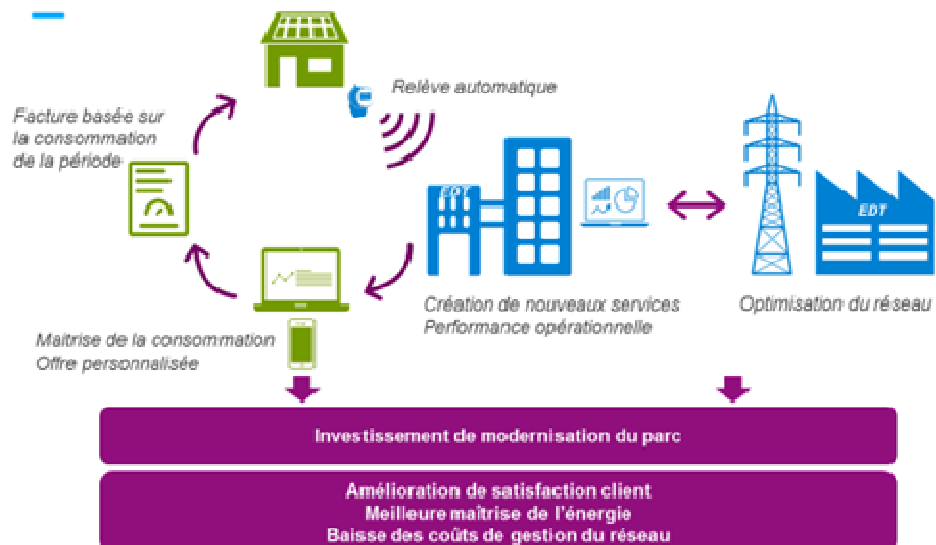 Relève automatique
Facture basée sur
la consommation
de la période
EDT
EDT
Création de nouveaux services
Performance opérationnelle
Optimisation du réseau
Maîtrise de la consommation
Offre personnalisée
Investissement de modernisation du parc
Amélioration de satisfaction client
Meilleure maîtrise de l'énergie
Baisse des coûts de gestion du réseau